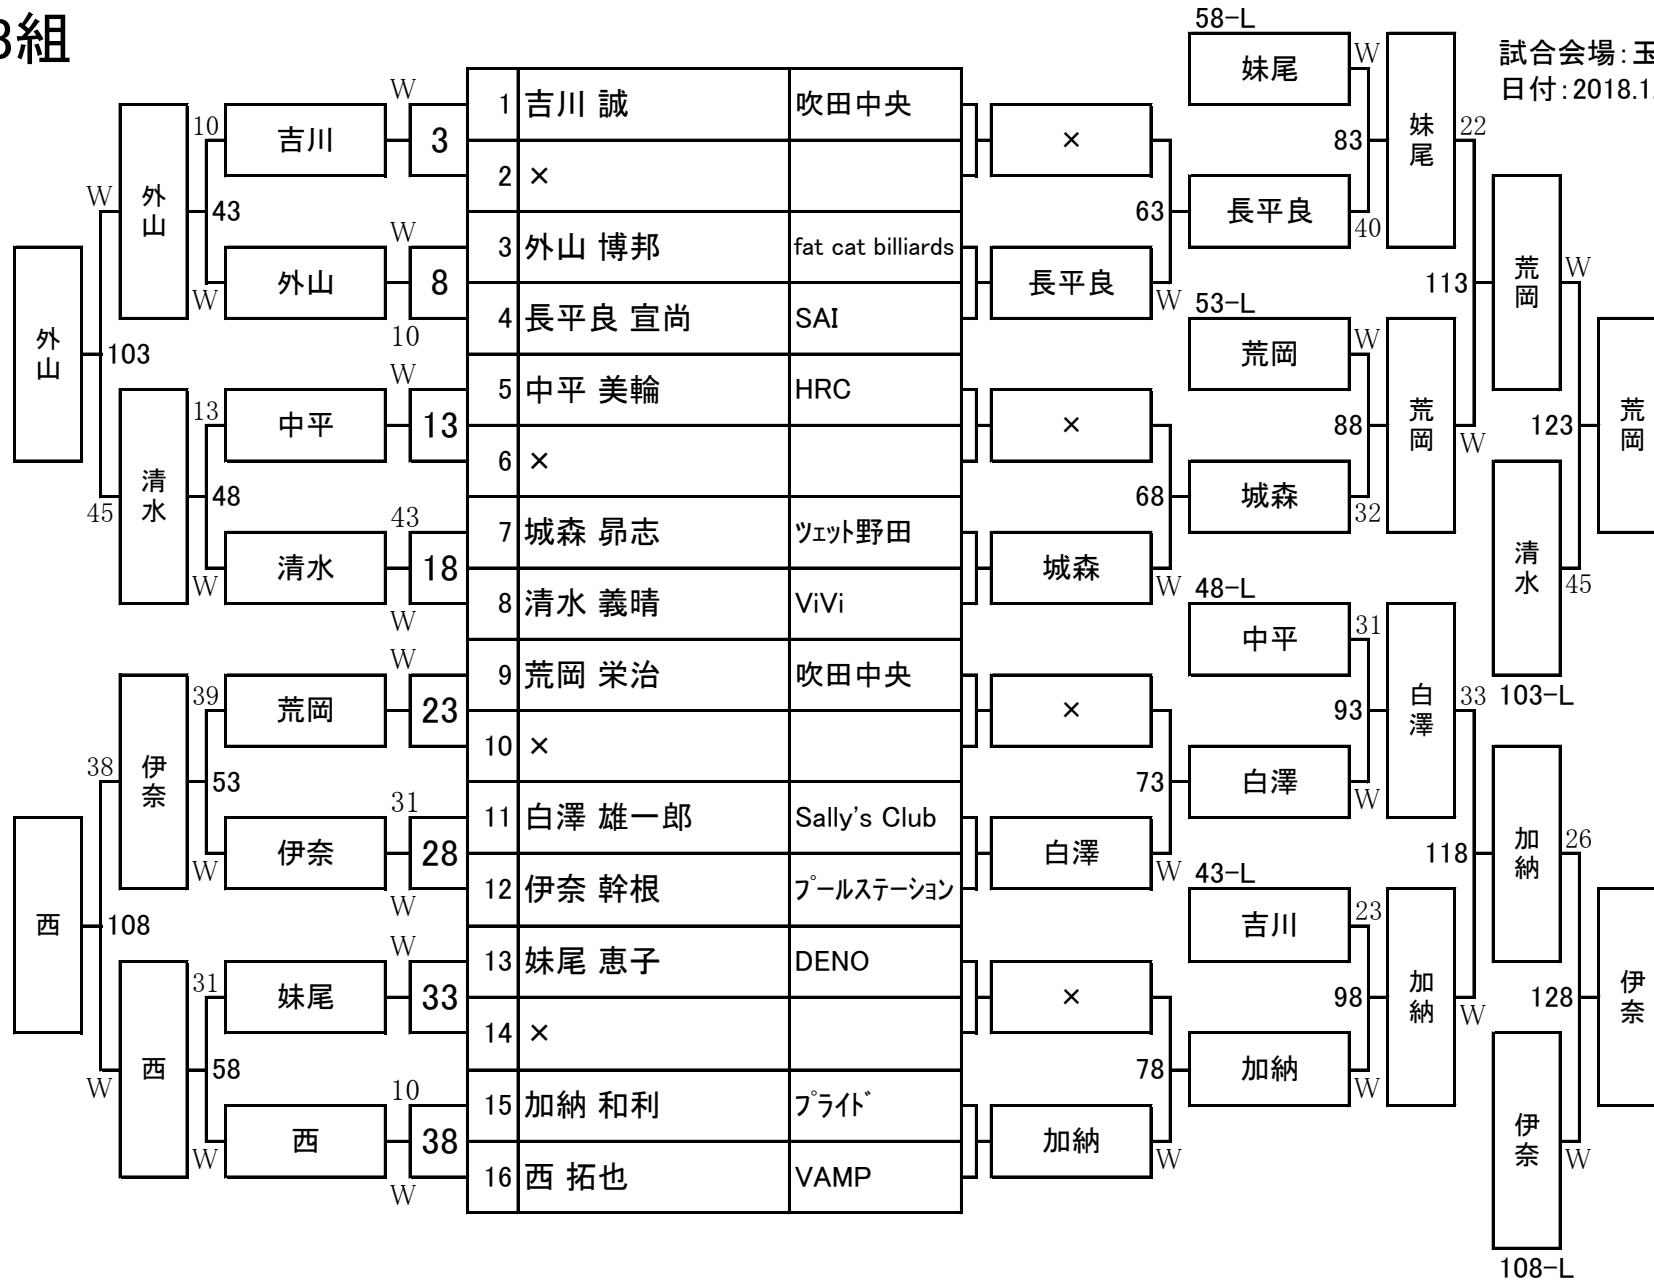 3組
試合会場：玉
日付：2018.1
1 吉川 誠 吹田中央
2 ×
3 外山 博邦 fat cat billiards
4 長平良 宣尚 SAI
5 中平 美輪 HRC
6 ×
7 城森 昴志 ツェット野田
8 清水 義晴 ViVi
9 荒岡 栄治 吹田中央
10 ×
11 白澤 雄一郎 Sally's Club
12 伊奈 幹根 プールステーション
13 妹尾 恵子 DENO
14 ×
15 加納 和利 プライド
16 西 拓也 VAMP
W
3
W
8
10
W
13
43
18
W
W
23
31
28
W
W
33
10
38
W
10
吉川
43
外山
W
13
中平
48
清水
W
39
荒岡
53
伊奈
W
31
妹尾
58
西
W
W
外山
103
清水
45
38
伊奈
108
西
W
外山
西
×
63
長平良
W
×
68
城森
W
×
73
白澤
W
×
78
加納
W
58-L
妹尾
W
83
長平良
40
53-L
荒岡
W
88
城森
32
48-L
中平
31
93
白澤
W
43-L
吉川
23
98
加納
W
妹尾
22
113
荒岡
W
白澤
33
118
加納
W
荒岡
W
123
清水
45
103-L
加納
26
128
伊奈
W
108-L
荒岡
伊奈